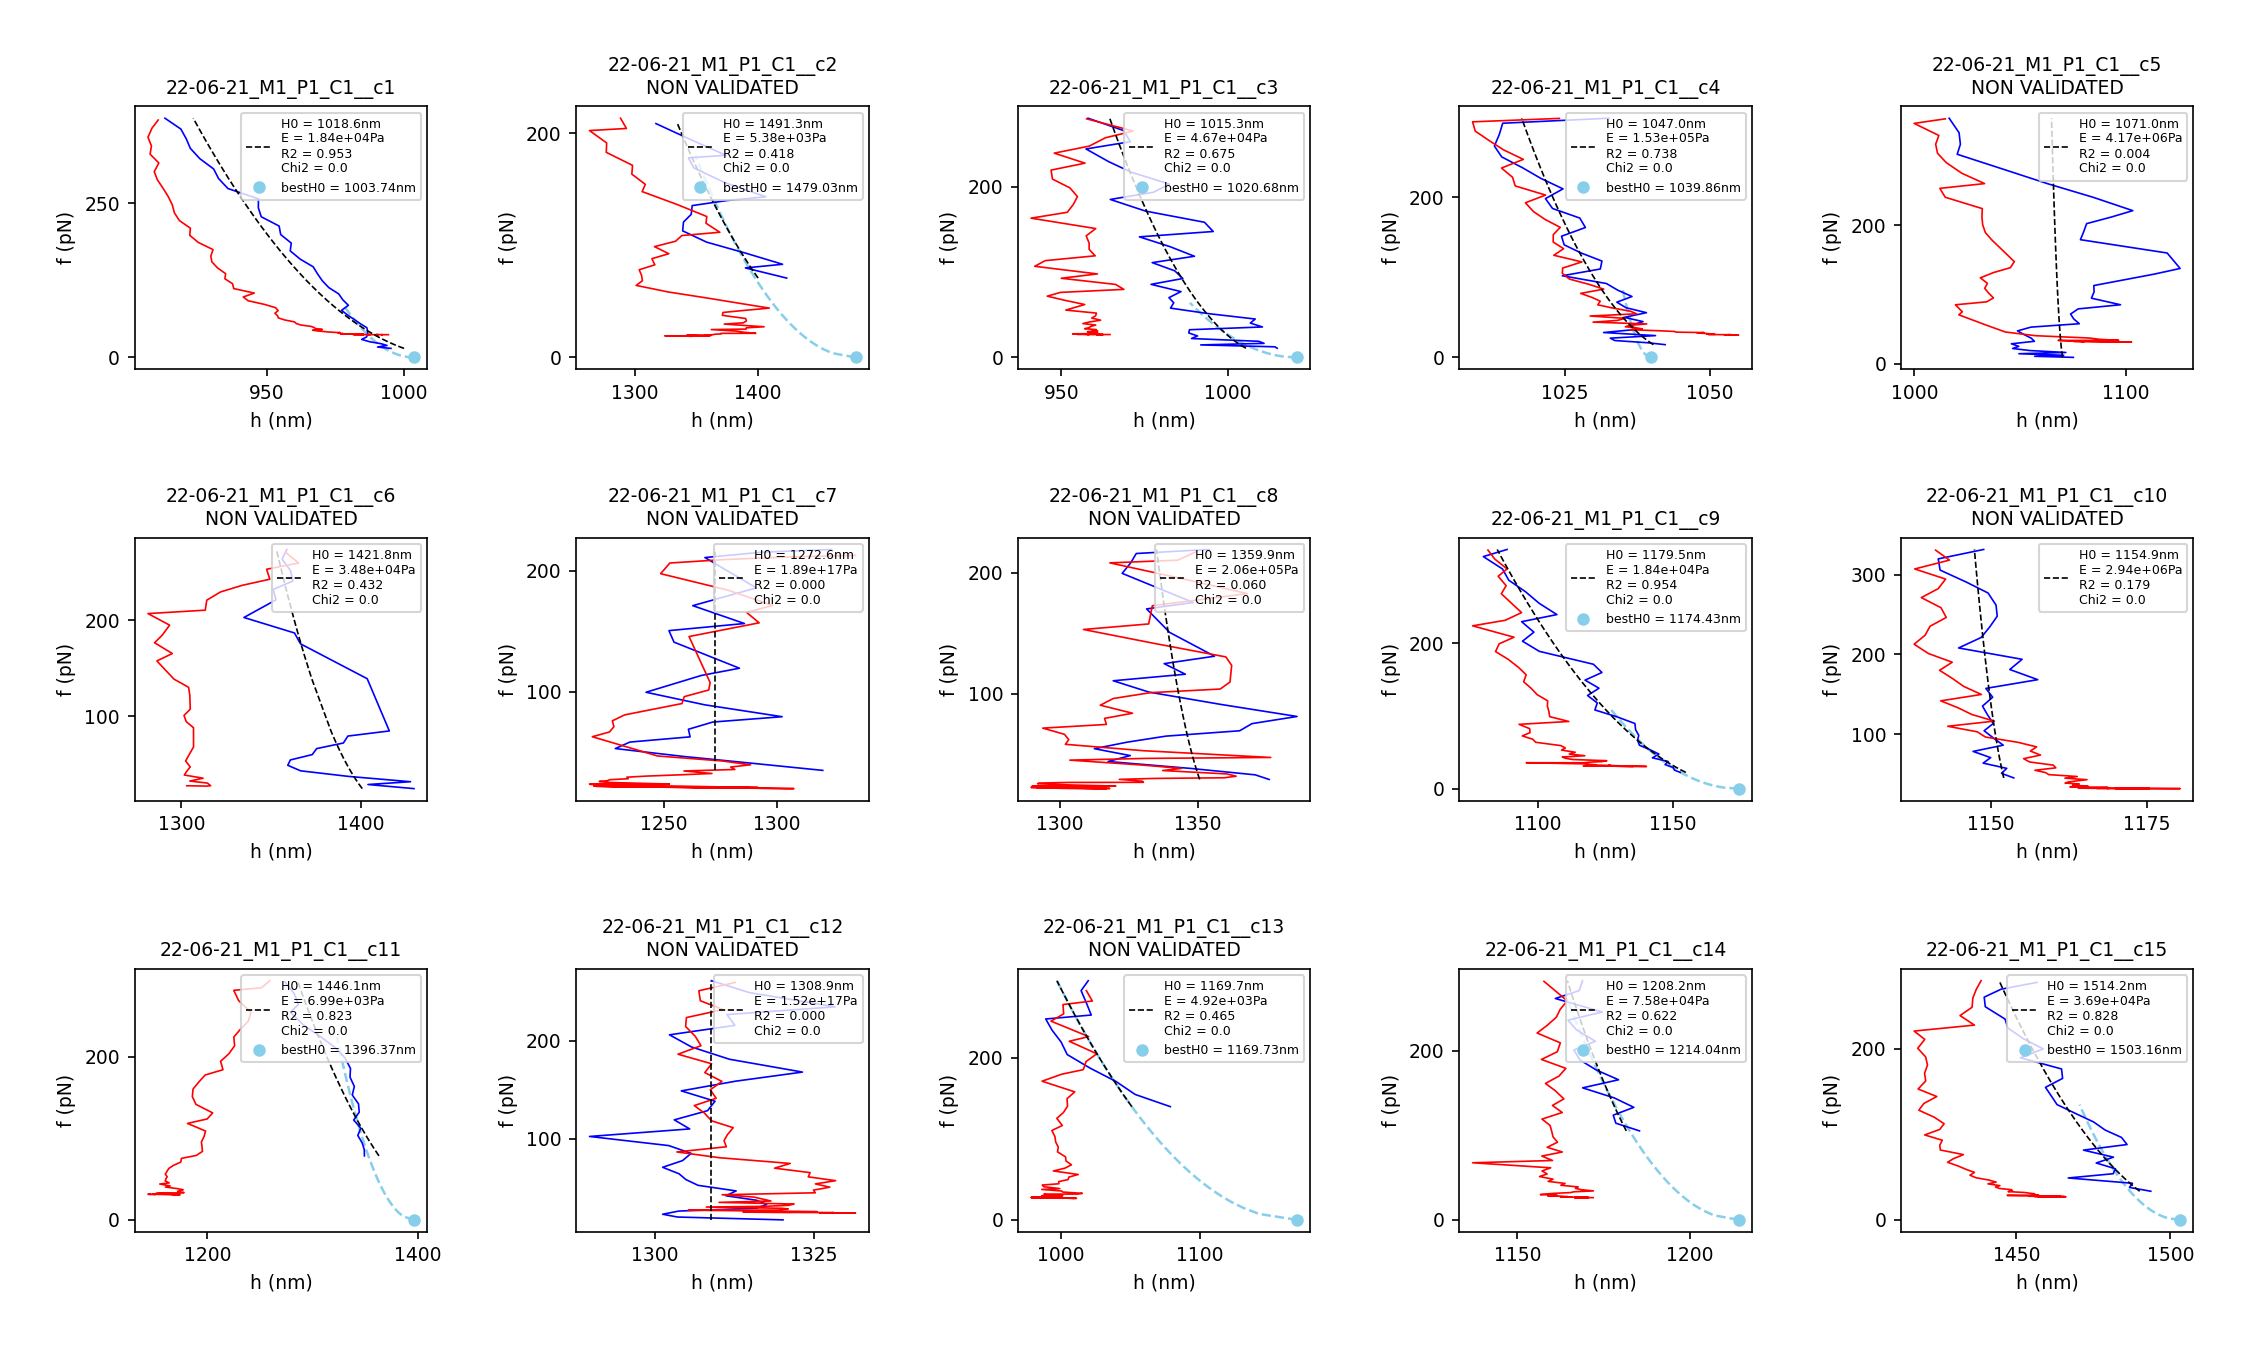 22-06-21_M1_P1_C1__c1
f (pN)
250
0
H0 = 1018.6nm
E = 1.84e+04Pa
R2 = 0.953
Chi2 = 0.0
bestH0 = 1003.74nm
950
1000
h (nm)
22-06-21_M1_P1_C1__c2
NON VALIDATED
f (pN)
200
0
H0 = 1491.3nm
E = 5.38e+03Pa
R2 = 0.418
Chi2 = 0.0
bestH0 = 1479.03nm
1300
1400
h (nm)
22-06-21_M1_P1_C1__c3
f (pN)
200
0
H0 = 1015.3nm
E = 4.67e+04Pa
R2 = 0.675
Chi2 = 0.0
bestH0 = 1020.68nm
950
1000
h (nm)
22-06-21_M1_P1_C1__c4
f (pN)
200
0
H0 = 1047.0nm
E = 1.53e+05Pa
R2 = 0.738
Chi2 = 0.0
bestH0 = 1039.86nm
1025
1050
h (nm)
22-06-21_M1_P1_C1__c5
NON VALIDATED
f (pN)
200
0
H0 = 1071.0nm
E = 4.17e+06Pa
R2 = 0.004
Chi2 = 0.0
1000
1100
h (nm)
22-06-21_M1_P1_C1__c6
NON VALIDATED
f (pN)
200
100
H0 = 1421.8nm
E = 3.48e+04Pa
R2 = 0.432
Chi2 = 0.0
1300
1400
h (nm)
22-06-21_M1_P1_C1__c7
NON VALIDATED
f (pN)
200
100
H0 = 1272.6nm
E = 1.89e+17Pa
R2 = 0.000
Chi2 = 0.0
1250
1300
h (nm)
22-06-21_M1_P1_C1__c8
NON VALIDATED
f (pN)
200
100
H0 = 1359.9nm
E = 2.06e+05Pa
R2 = 0.060
Chi2 = 0.0
1300
1350
h (nm)
22-06-21_M1_P1_C1__c9
f (pN)
200
0
H0 = 1179.5nm
E = 1.84e+04Pa
R2 = 0.954
Chi2 = 0.0
bestH0 = 1174.43nm
1100
1150
h (nm)
22-06-21_M1_P1_C1__c10
NON VALIDATED
f (pN)
300
200
100
H0 = 1154.9nm
E = 2.94e+06Pa
R2 = 0.179
Chi2 = 0.0
1150
1175
h (nm)
22-06-21_M1_P1_C1__c11
f (pN)
200
0
H0 = 1446.1nm
E = 6.99e+03Pa
R2 = 0.823
Chi2 = 0.0
bestH0 = 1396.37nm
1200
1400
h (nm)
22-06-21_M1_P1_C1__c12
NON VALIDATED
f (pN)
200
100
H0 = 1308.9nm
E = 1.52e+17Pa
R2 = 0.000
Chi2 = 0.0
1300
1325
h (nm)
22-06-21_M1_P1_C1__c13
NON VALIDATED
f (pN)
200
0
H0 = 1169.7nm
E = 4.92e+03Pa
R2 = 0.465
Chi2 = 0.0
bestH0 = 1169.73nm
1000
1100
h (nm)
22-06-21_M1_P1_C1__c14
f (pN)
200
0
H0 = 1208.2nm
E = 7.58e+04Pa
R2 = 0.622
Chi2 = 0.0
bestH0 = 1214.04nm
1150
1200
h (nm)
22-06-21_M1_P1_C1__c15
f (pN)
200
0
H0 = 1514.2nm
E = 3.69e+04Pa
R2 = 0.828
Chi2 = 0.0
bestH0 = 1503.16nm
1450
1500
h (nm)